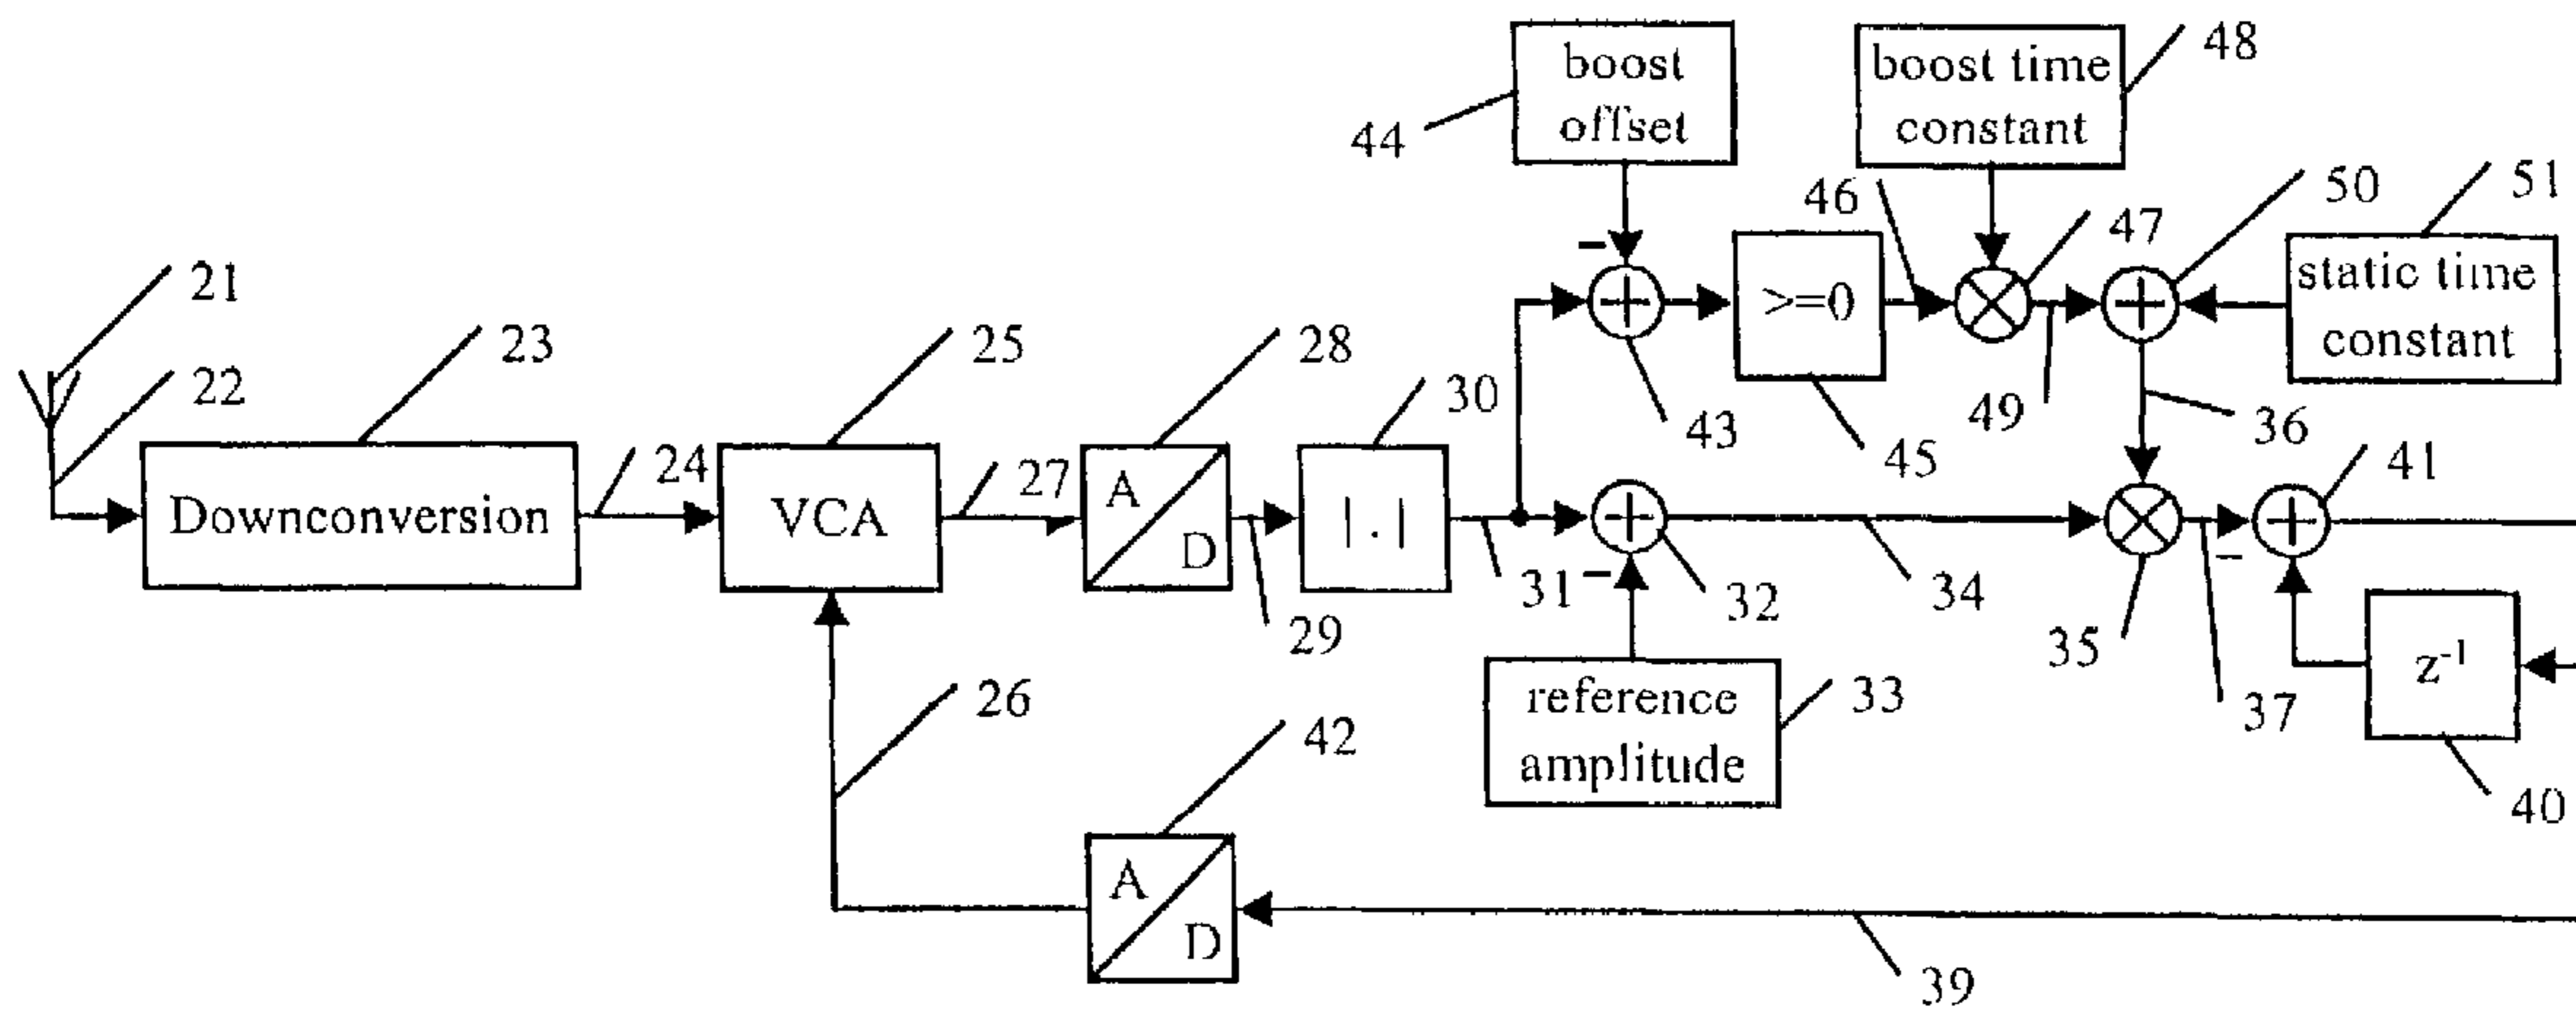 boost
offset
44
boost time
constant
48
46
47
50
51
static time
constant
−
+
>=0
×
+
43
45
49
36
21
22
23
Downconversion
24
25
VCA
27
28
A
D
29
30
| . |
31
+
−
32
34
×
35
−
37
+
41
reference
amplitude
33
z⁻¹
40
26
42
A
D
39